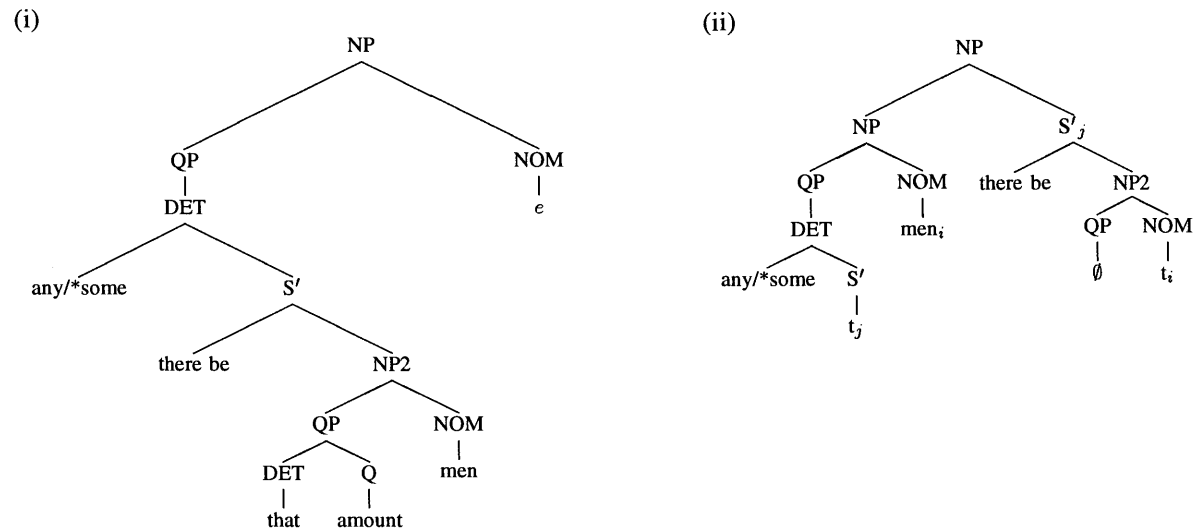 (i)
NP
QP NOM
DET e
any/*some S′
there be NP2
QP NOM
DET Q men
that amount
(ii)
NP
NP S′j
QP NOM there be NP2
DET meni QP NOM
any/*some S′ ∅ ti
tj